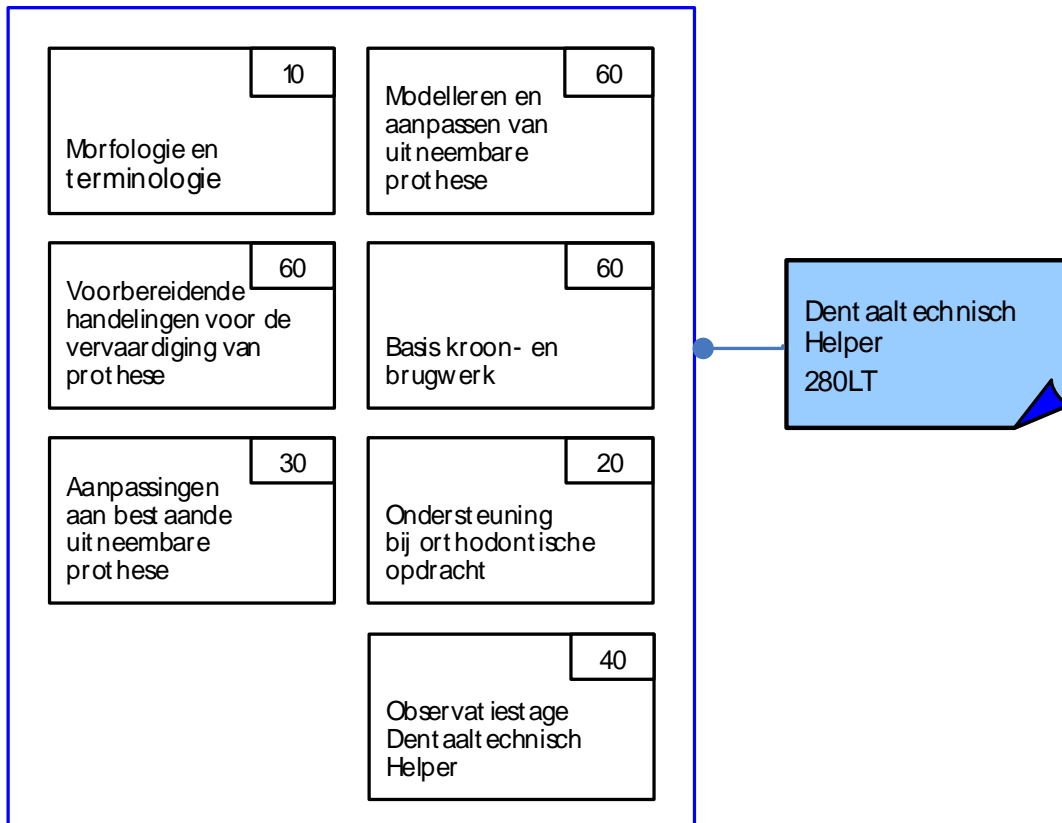 10
Morfologie en
terminologie
60
Modelleren en
aanpassen van
uitneembare
prothese
60
Voorbereidende
handelingen voor de
vervaardiging van
prothese
60
Basis kroon- en
brugwerk
30
Aanpassingen
aan bestaande
uitneembare
prothese
20
Ondersteuning
bij orthodontische
opdracht
40
Observatiestage
Dentaaltechnisch
Helper
Dentaaltechnisch
Helper
280LT